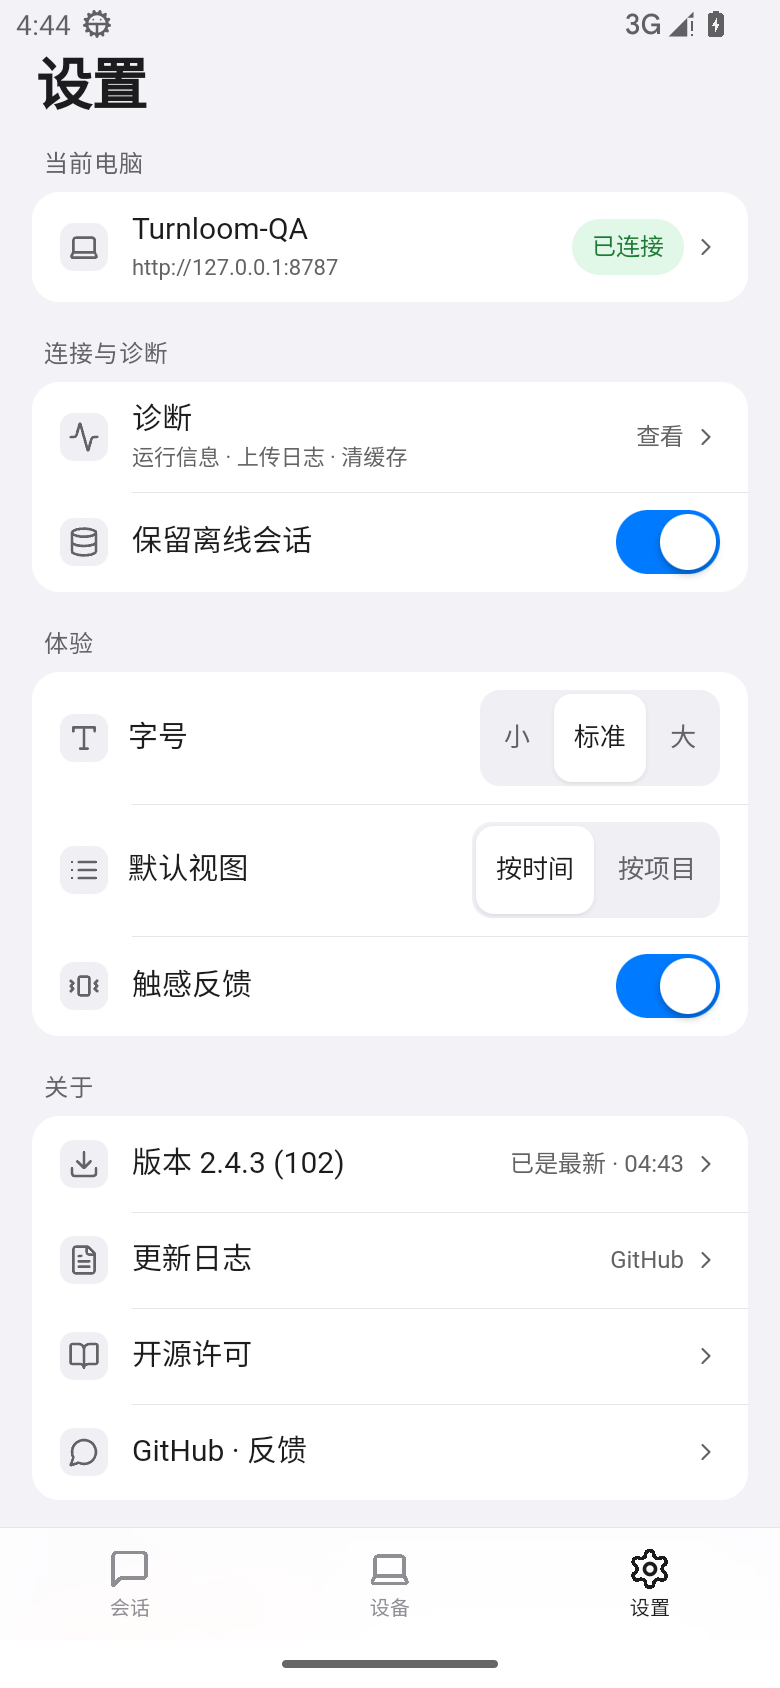 4:44 3G
设置
当前电脑
Turnloom-QA
http://127.0.0.1:8787
已连接
连接与诊断
诊断
运行信息 · 上传日志 · 清缓存
查看
保留离线会话
体验
字号 小 标准 大
默认视图 按时间 按项目
触感反馈
关于
版本 2.4.3 (102) 已是最新 · 04:43
更新日志 GitHub
开源许可
GitHub · 反馈
会话 设备 设置